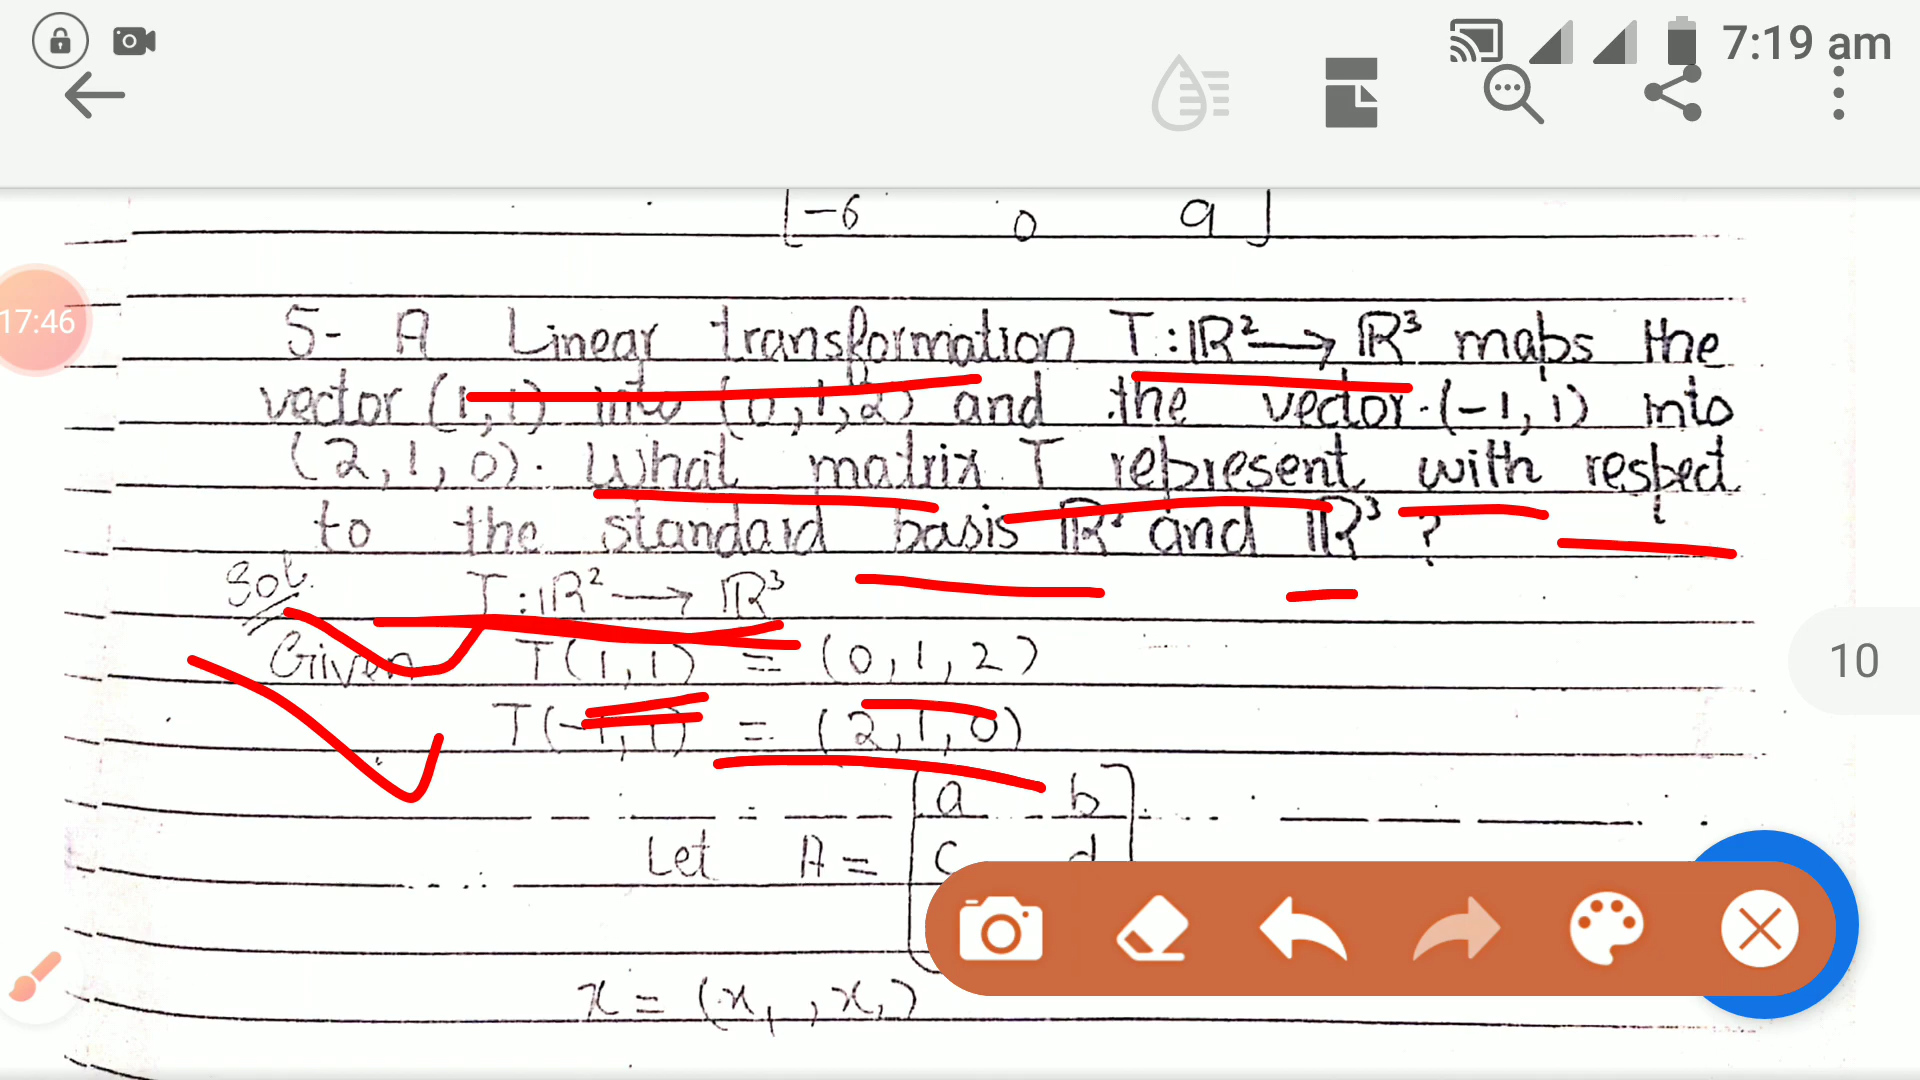 7:19 am
-6 0 9
17:46
5- A Linear transformation T:ℝ²→ℝ³ maps the
vector (1,1) into (0,1,2) and the vector (-1,1) into
(2,1,0). What matrix T represent with respect
to the standard basis ℝ² and ℝ³ ?
Sol. T:ℝ²→ℝ³
Given T(1,1) = (0,1,2)
10
T(-1,1) = (2,1,0)
a b
Let A = c d
x = (x₁,x